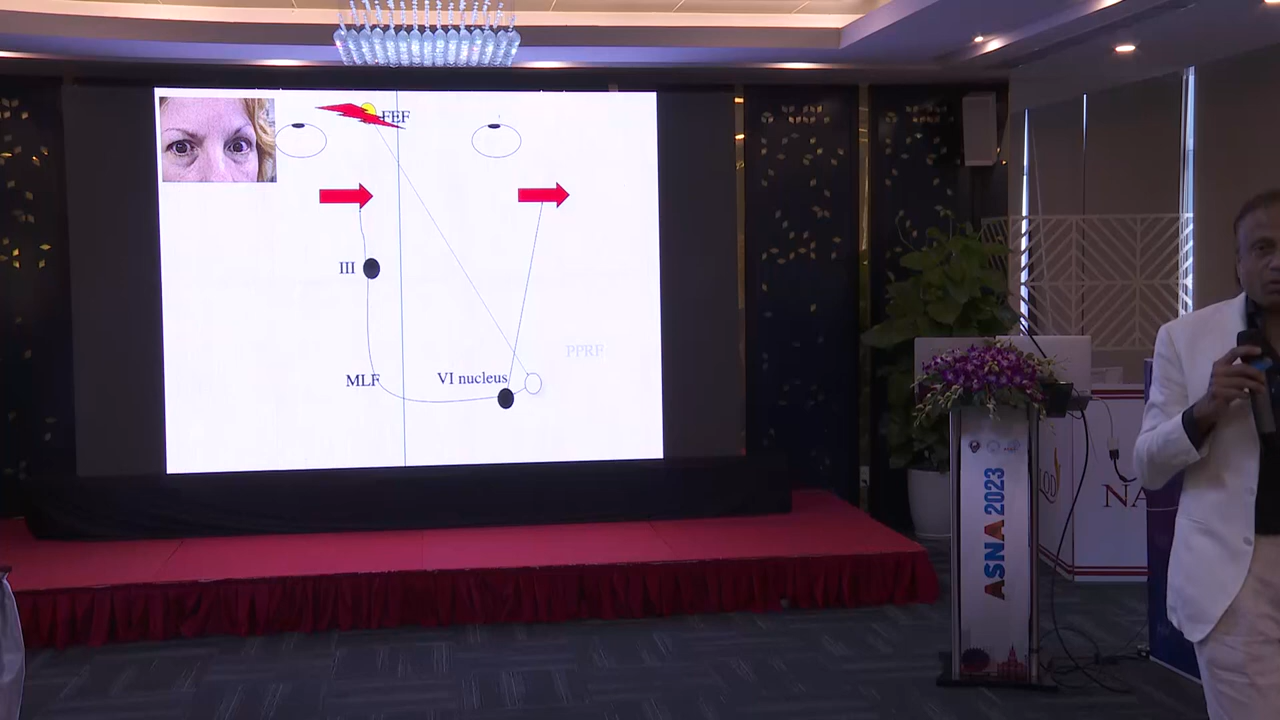 FEF
III
PPRF
MLF
VI nucleus
ASNA 2023
NA